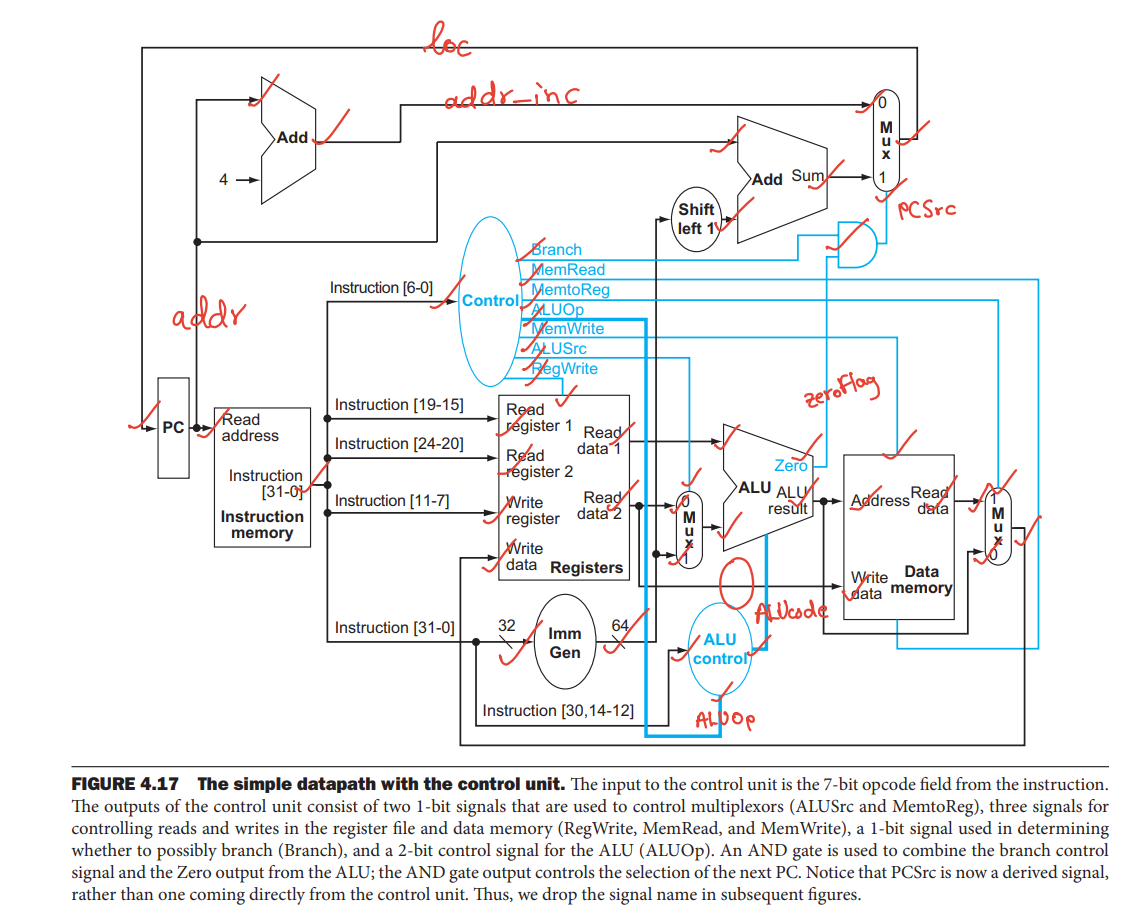 loc
addr_inc
0
M
u
x
1
Add
4
Add Sum
Shift
left 1
PCSrc
Branch
MemRead
MemtoReg
ALUOp
MemWrite
ALUSrc
RegWrite
Control
Instruction [6-0]
addr
zeroFlag
PC
Read
address
Instruction
[31-0]
Instruction
memory
Instruction [19-15]
Instruction [24-20]
Instruction [11-7]
Instruction [31-0]
Read
register 1
Read
register 2
Write
register
Write
data
Read
data 1
Read
data 2
Registers
0
M
u
x
1
Zero
ALU
ALU
result
Address
Read
data
Write
data
Data
memory
1
M
u
x
0
32
Imm
Gen
64
ALU
control
ALUcode
Instruction [30,14-12]
ALUOp
FIGURE 4.17 The simple datapath with the control unit. The input to the control unit is the 7-bit opcode field from the instruction.
The outputs of the control unit consist of two 1-bit signals that are used to control multiplexors (ALUSrc and MemtoReg), three signals for
controlling reads and writes in the register file and data memory (RegWrite, MemRead, and MemWrite), a 1-bit signal used in determining
whether to possibly branch (Branch), and a 2-bit control signal for the ALU (ALUOp). An AND gate is used to combine the branch control
signal and the Zero output from the ALU; the AND gate output controls the selection of the next PC. Notice that PCSrc is now a derived signal,
rather than one coming directly from the control unit. Thus, we drop the signal name in subsequent figures.